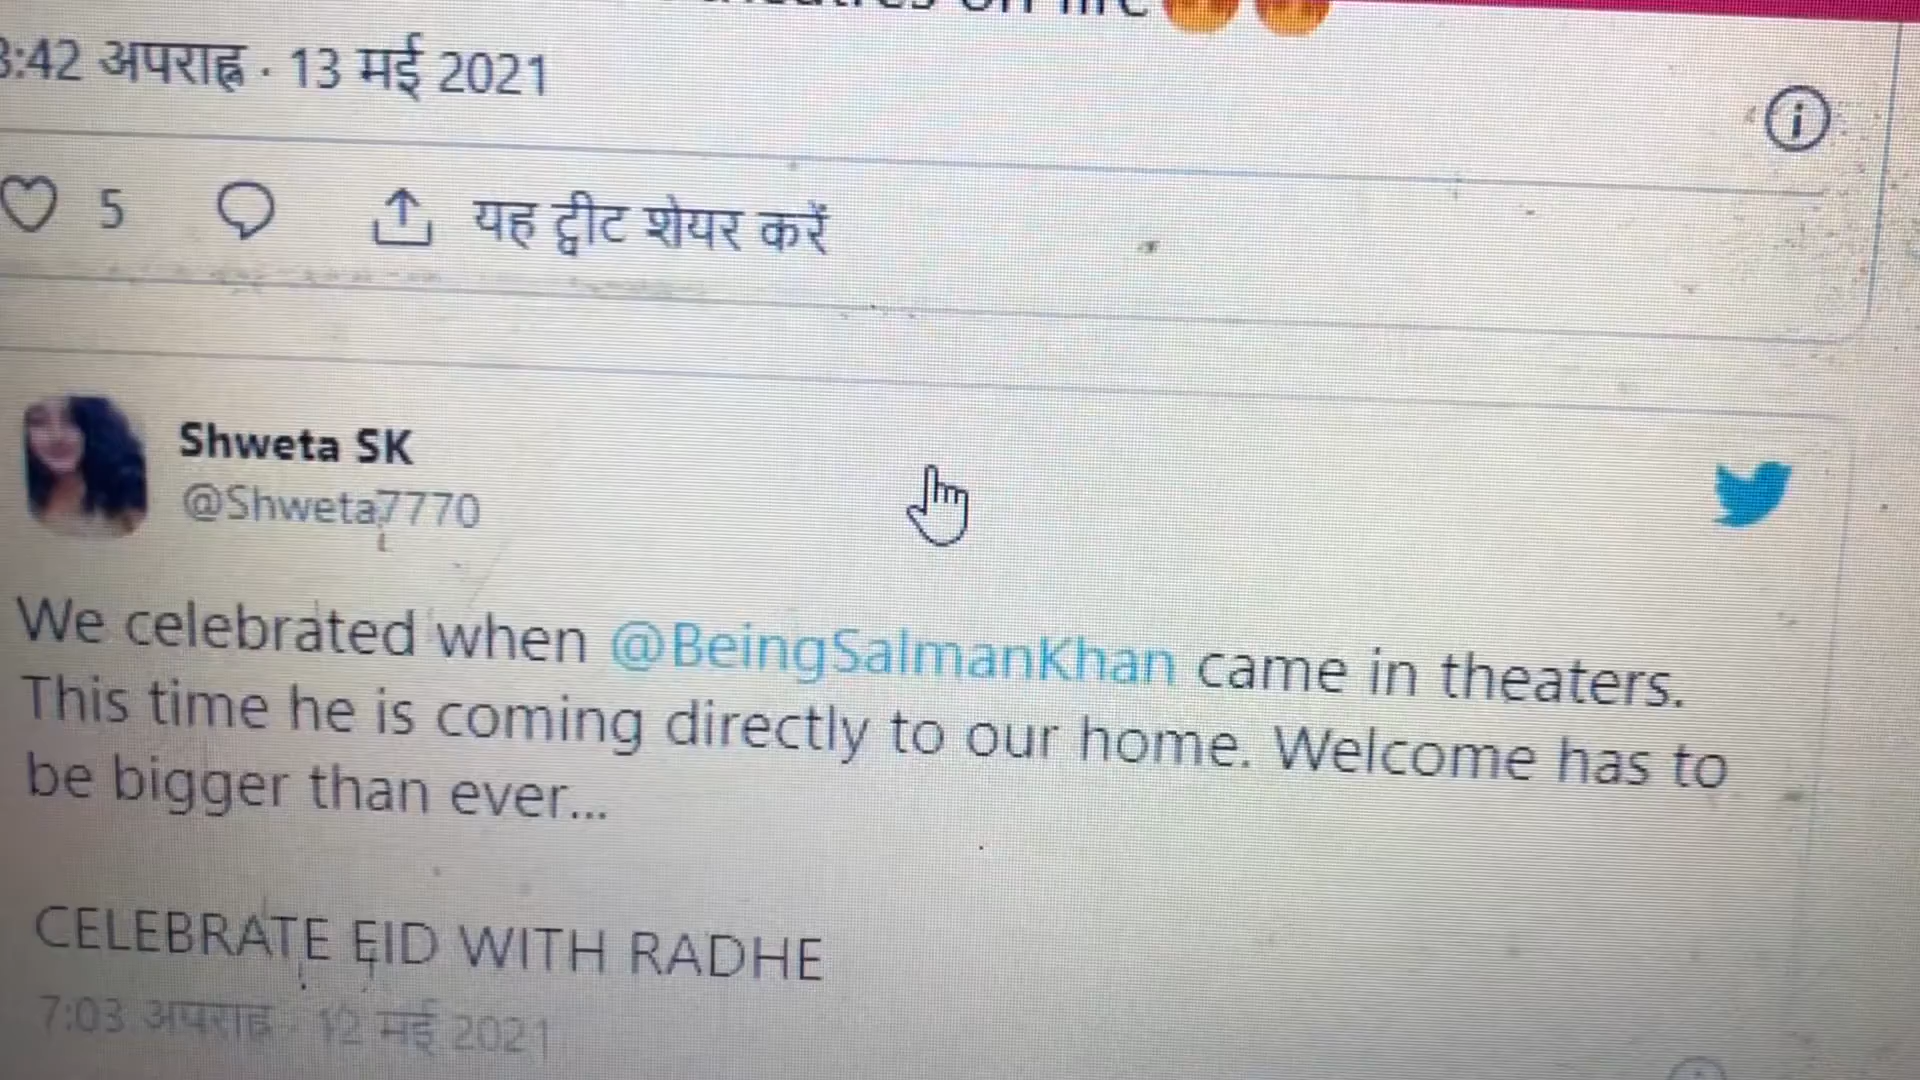 on fire
3:42 अपराह्न · 13 मई 2021
5 यह ट्वीट शेयर करें
Shweta SK
@Shweta7770
We celebrated when @BeingSalmanKhan came in theaters.
This time he is coming directly to our home. Welcome has to
be bigger than ever...
CELEBRATE EID WITH RADHE
7:03 अपराह्न · 12 मई 2021